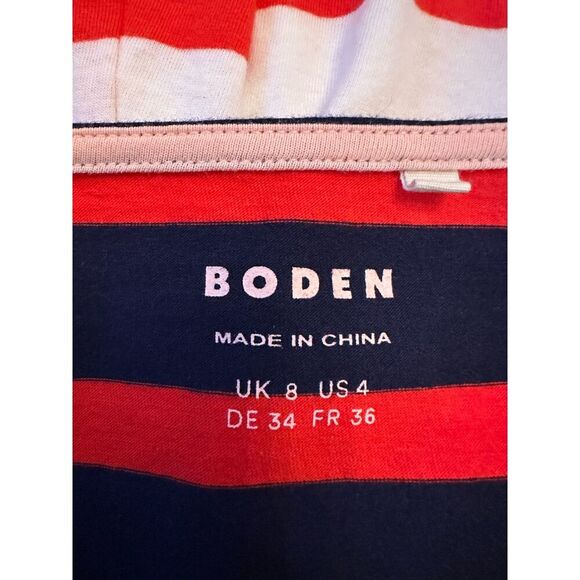 BODEN
MADE IN CHINA
UK 8 US 4
DE 34 FR 36